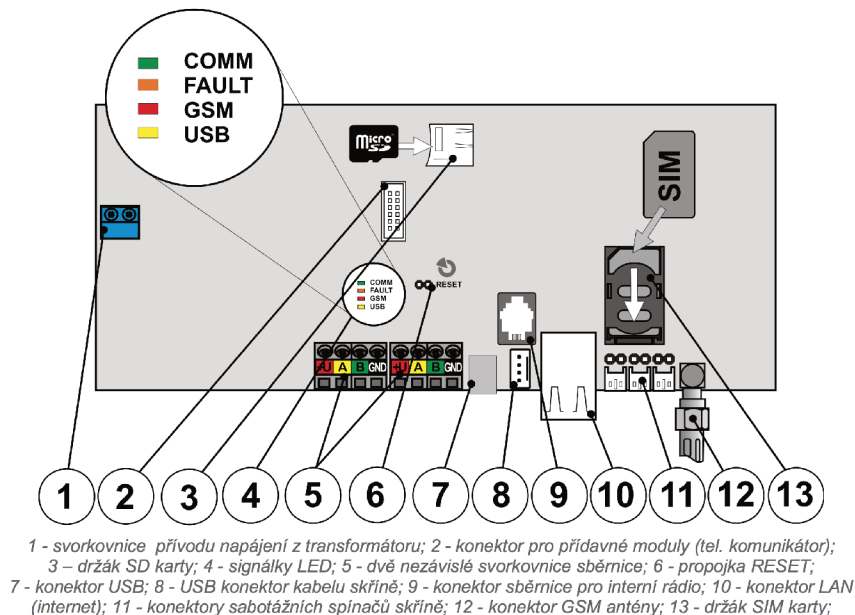 COMM
FAULT
GSM
USB
Micro
SD
SIM
COMM
FAULT
GSM
USB
RESET
+U A B GND +U A B GND
1 2 3 4 5 6 7 8 9 10 11 12 13
1 - svorkovnice přívodu napájení z transformátoru; 2 - konektor pro přídavné moduly (tel. komunikátor);
3 – držák SD karty; 4 - signálky LED; 5 - dvě nezávislé svorkovnice sběrnice; 6 - propojka RESET;
7 - konektor USB; 8 - USB konektor kabelu skříně; 9 - konektor sběrnice pro interní rádio; 10 - konektor LAN
(internet); 11 - konektory sabotážních spínačů skříně; 12 - konektor GSM antény; 13 - držák SIM karty;